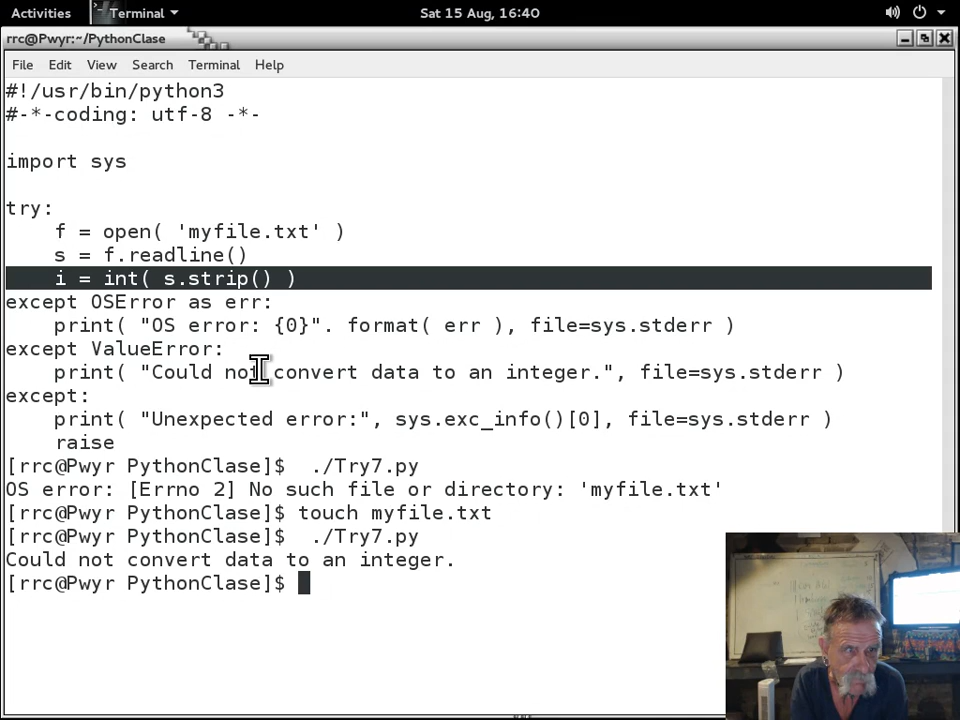 Activities Terminal Sat 15 Aug, 16:40
rrc@Pwyr:~/PythonClase
File Edit View Search Terminal Help
#!/usr/bin/python3
#-*-coding: utf-8 -*-
import sys
try:
    f = open( 'myfile.txt' )
    s = f.readline()
    i = int( s.strip() )
except OSError as err:
    print( "OS error: {0}". format( err ), file=sys.stderr )
except ValueError:
    print( "Could not convert data to an integer.", file=sys.stderr )
except:
    print( "Unexpected error:", sys.exc_info()[0], file=sys.stderr )
    raise
[rrc@Pwyr PythonClase]$  ./Try7.py
OS error: [Errno 2] No such file or directory: 'myfile.txt'
[rrc@Pwyr PythonClase]$ touch myfile.txt
[rrc@Pwyr PythonClase]$  ./Try7.py
Could not convert data to an integer.
[rrc@Pwyr PythonClase]$